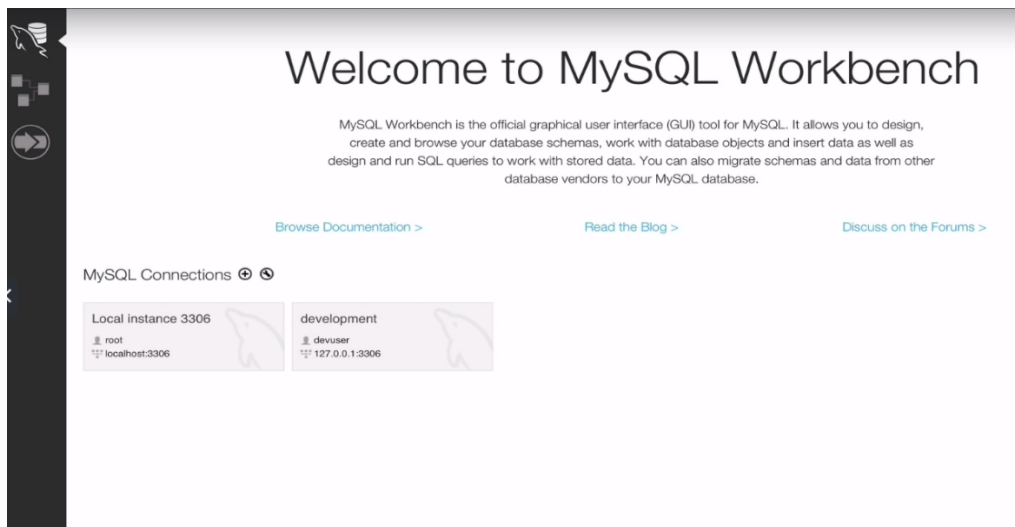 Welcome to MySQL Workbench
MySQL Workbench is the official graphical user interface (GUI) tool for MySQL. It allows you to design,
create and browse your database schemas, work with database objects and insert data as well as
design and run SQL queries to work with stored data. You can also migrate schemas and data from other
database vendors to your MySQL database.
Browse Documentation >
Read the Blog >
Discuss on the Forums >
MySQL Connections
Local instance 3306
root
localhost:3306
development
devuser
127.0.0.1:3306